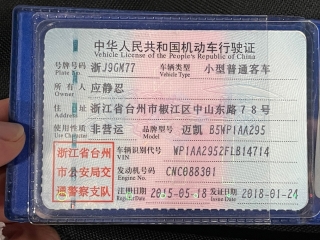 中华人民共和国机动车行驶证
Vehicle License of the People's Republic of China
号牌号码 浙J9GM77 车辆类型 小型普通客车
Plate No. Vehicle Type
所有人 应静忍
Owner
住址 浙江省台州市椒江区中山东路78号
Address
使用性质 非营运 品牌型号 迈凯 B5WP1AA295
Use Character Model
浙江省台 车辆识别代号 WP1AA2952FLB14714
VIN
州市公安
局交通警
察支队
发动机号码 CNC088301
Engine No.
注册日期 2015-05-18 发证日期 2018-01-24
Register Date Issue Date